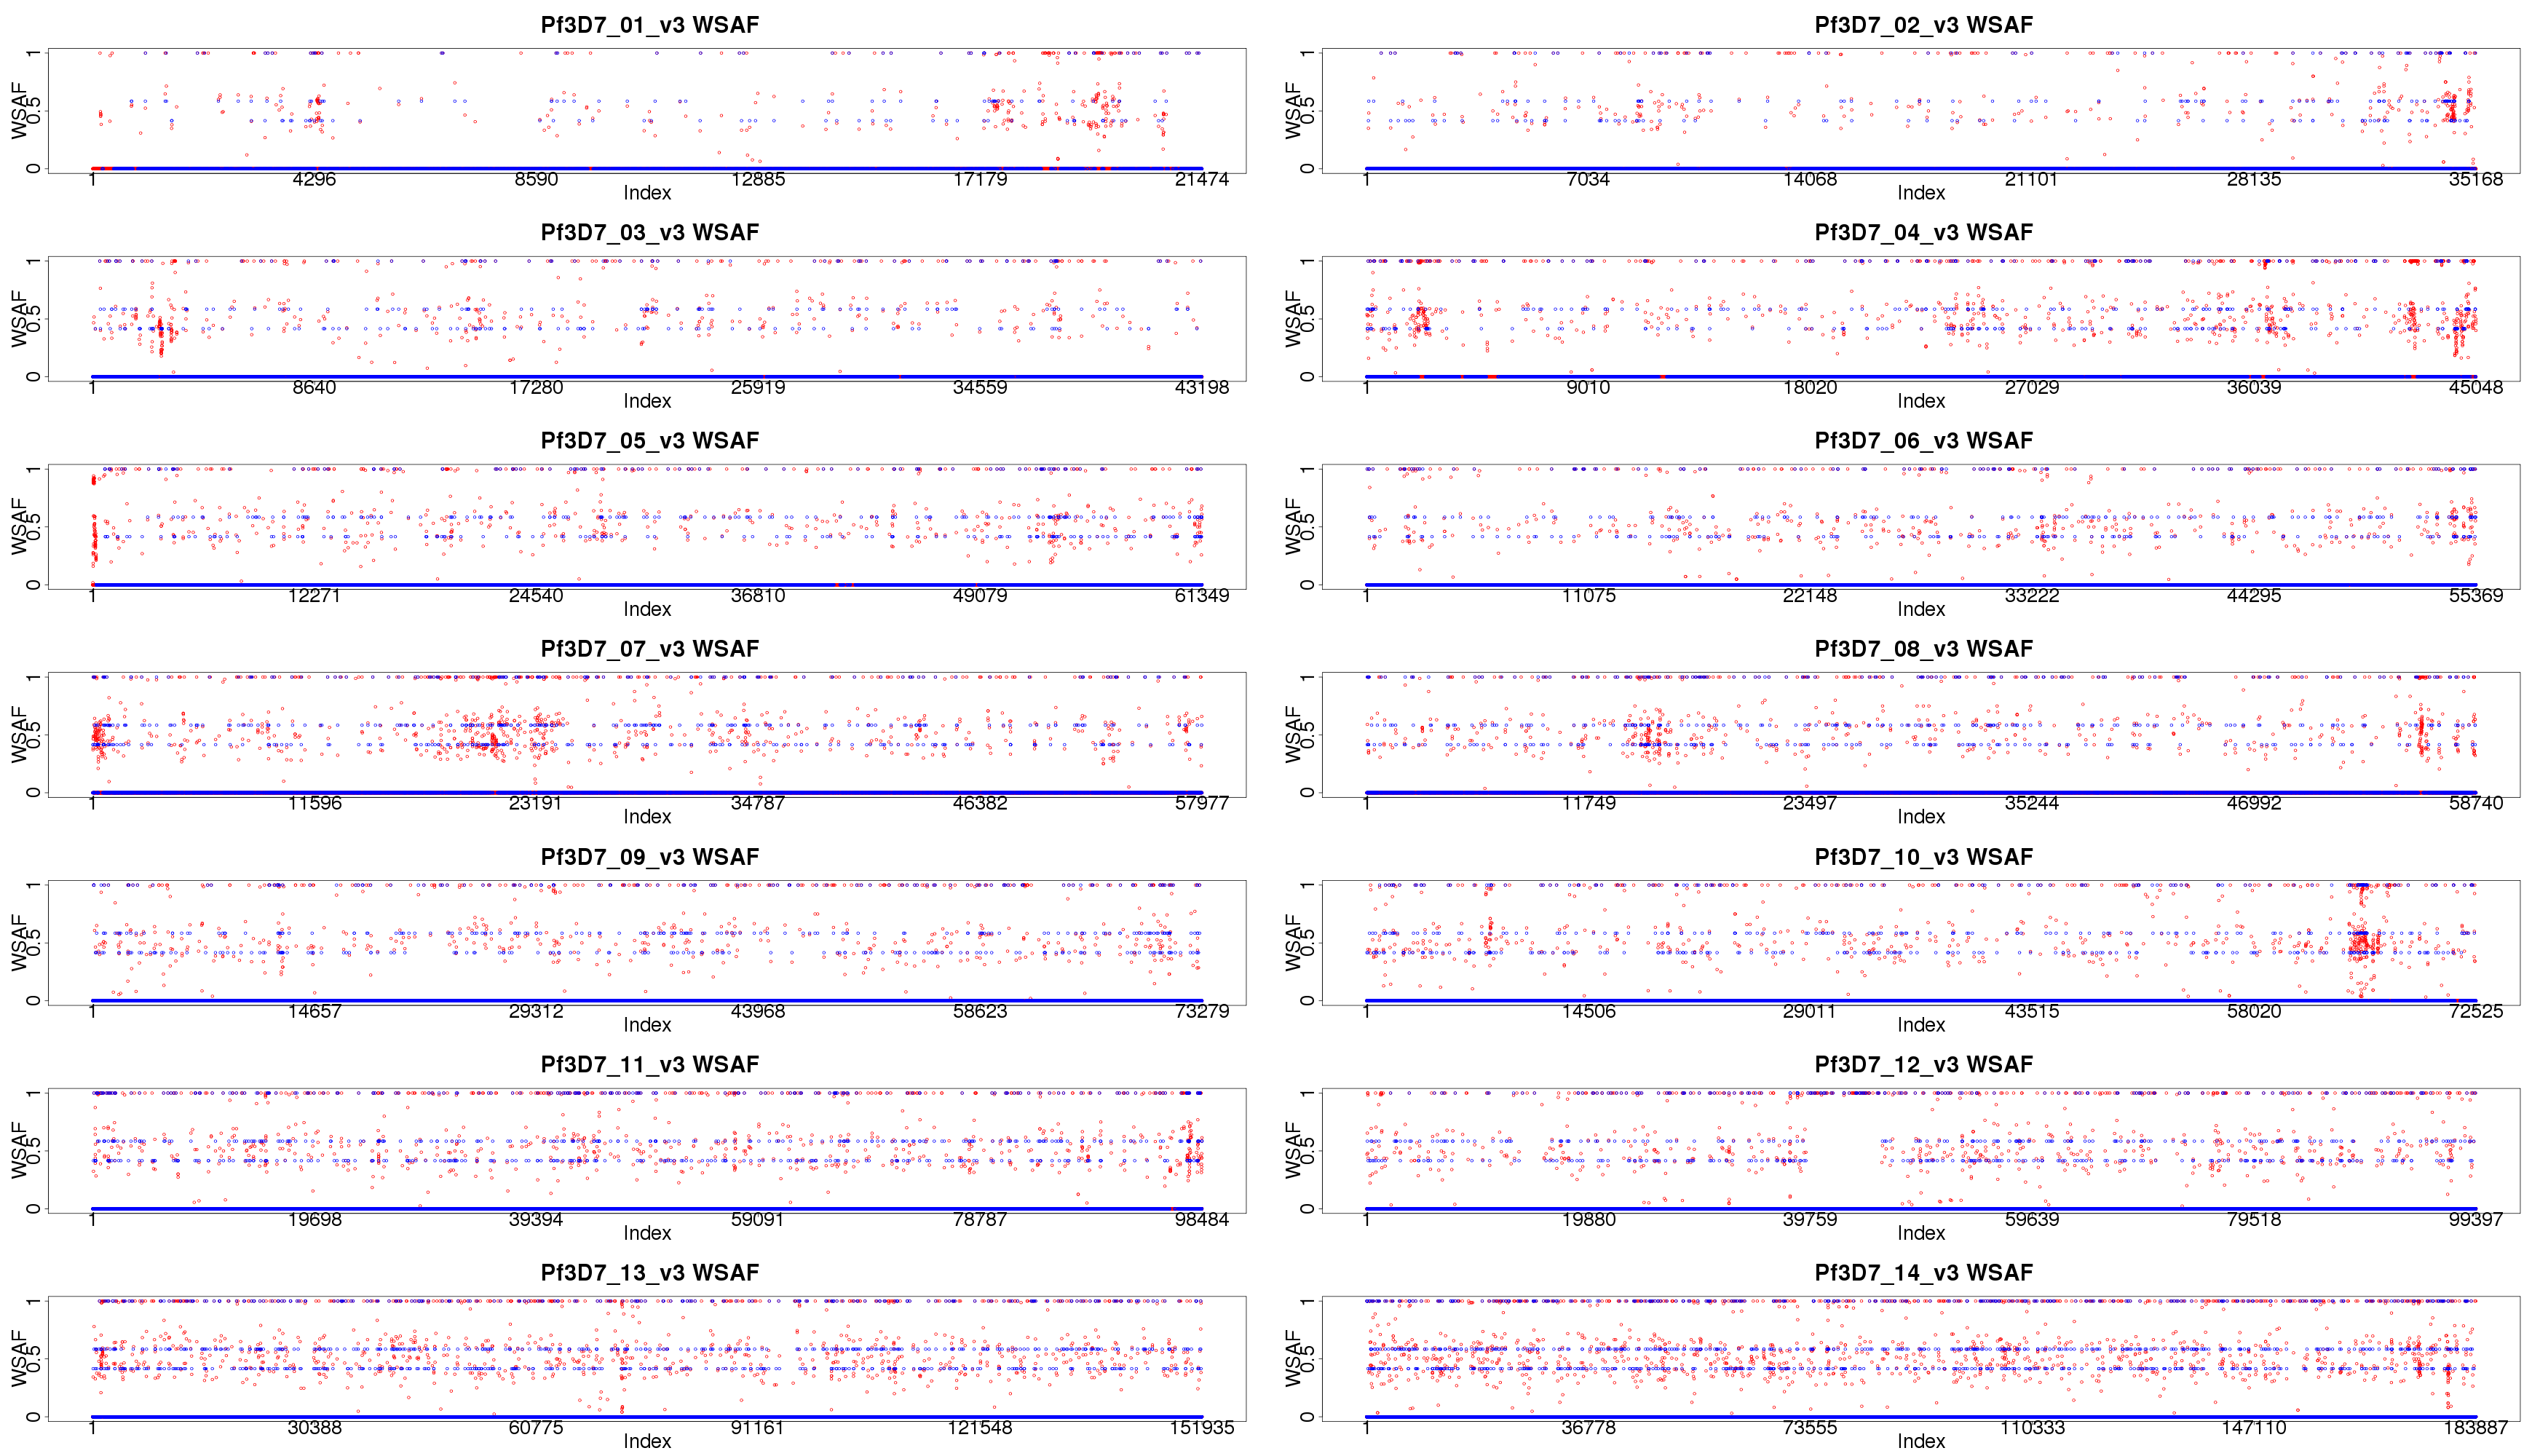 Pf3D7_01_v3 WSAF
WSAF
0 0.5 1
1 4296 8590 12885 17179 21474
Index
Pf3D7_02_v3 WSAF
WSAF
0 0.5 1
1 7034 14068 21101 28135 35168
Index
Pf3D7_03_v3 WSAF
WSAF
0 0.5 1
1 8640 17280 25919 34559 43198
Index
Pf3D7_04_v3 WSAF
WSAF
0 0.5 1
1 9010 18020 27029 36039 45048
Index
Pf3D7_05_v3 WSAF
WSAF
0 0.5 1
1 12271 24540 36810 49079 61349
Index
Pf3D7_06_v3 WSAF
WSAF
0 0.5 1
1 11075 22148 33222 44295 55369
Index
Pf3D7_07_v3 WSAF
WSAF
0 0.5 1
1 11596 23191 34787 46382 57977
Index
Pf3D7_08_v3 WSAF
WSAF
0 0.5 1
1 11749 23497 35244 46992 58740
Index
Pf3D7_09_v3 WSAF
WSAF
0 0.5 1
1 14657 29312 43968 58623 73279
Index
Pf3D7_10_v3 WSAF
WSAF
0 0.5 1
1 14506 29011 43515 58020 72525
Index
Pf3D7_11_v3 WSAF
WSAF
0 0.5 1
1 19698 39394 59091 78787 98484
Index
Pf3D7_12_v3 WSAF
WSAF
0 0.5 1
1 19880 39759 59639 79518 99397
Index
Pf3D7_13_v3 WSAF
WSAF
0 0.5 1
1 30388 60775 91161 121548 151935
Index
Pf3D7_14_v3 WSAF
WSAF
0 0.5 1
1 36778 73555 110333 147110 183887
Index